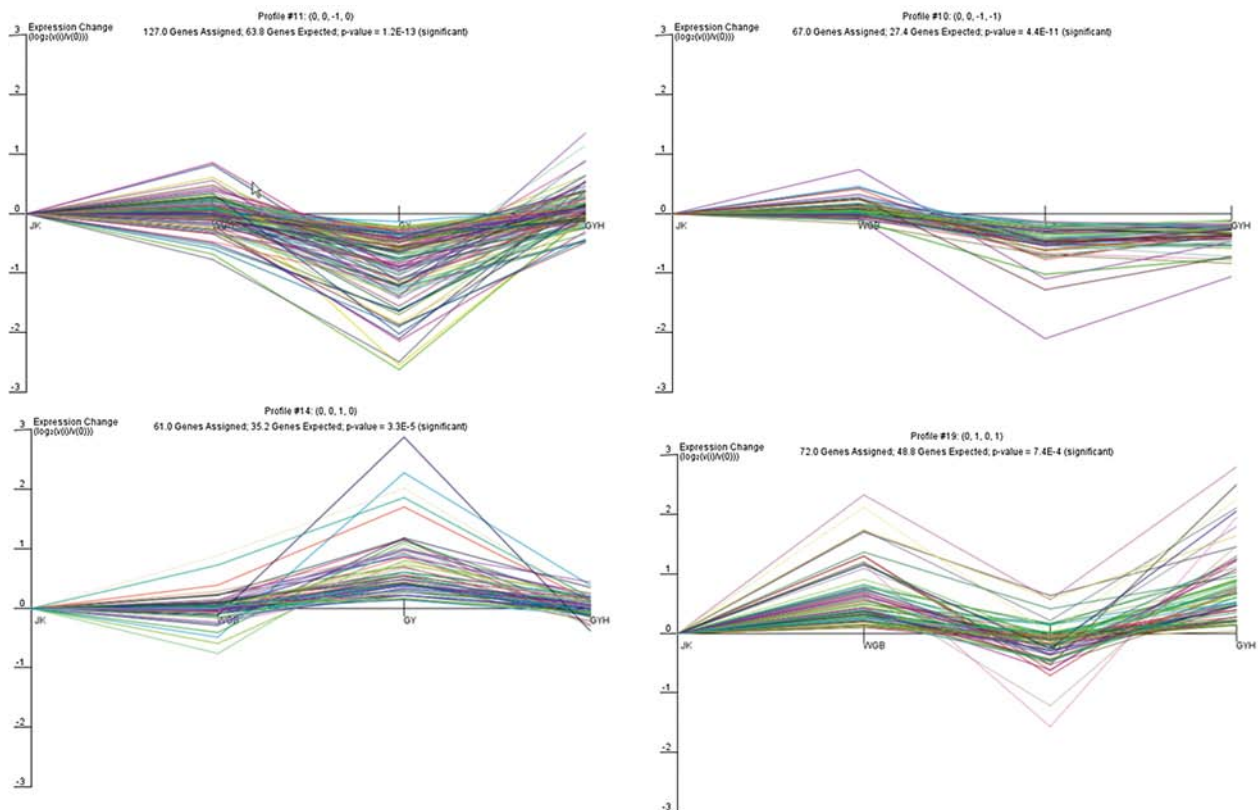 Profile #11: (0, 0, -1, 0)
127.0 Genes Assigned; 63.8 Genes Expected; p-value = 1.2E-13 (significant)
Expression Change
(log₂(v(i)/v(0)))
3
2
1
0
-1
-2
-3
JK
GY
GYH
Profile #10: (0, 0, -1, -1)
67.0 Genes Assigned; 27.4 Genes Expected; p-value = 4.4E-11 (significant)
Expression Change
(log₂(v(i)/v(0)))
3
2
1
0
-1
-2
-3
JK
WGB
GYH
Profile #14: (0, 0, 1, 0)
61.0 Genes Assigned; 35.2 Genes Expected; p-value = 3.3E-5 (significant)
Expression Change
(log₂(v(i)/v(0)))
3
2
1
0
-1
-2
-3
JK
WGB
GY
GYH
Profile #19: (0, 1, 0, 1)
72.0 Genes Assigned; 48.8 Genes Expected; p-value = 7.4E-4 (significant)
Expression Change
(log₂(v(i)/v(0)))
3
2
1
0
-1
-2
-3
JK
WGB
GYH